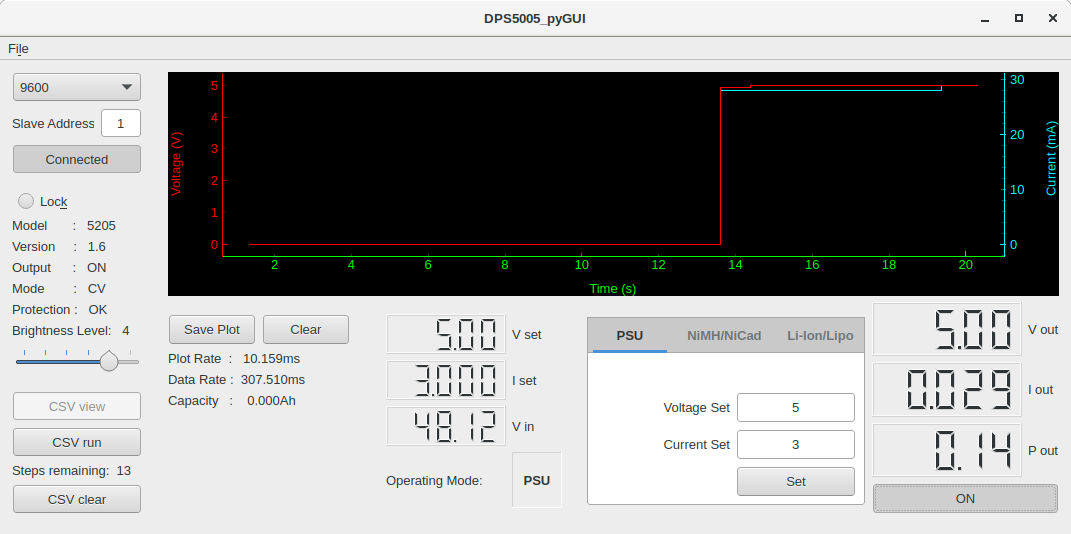 DPS5005_pyGUI
File
9600
Slave Address 1
Connected
Lock
Model : 5205
Version : 1.6
Output : ON
Mode : CV
Protection : OK
Brightness Level: 4
CSV view
CSV run
Steps remaining: 13
CSV clear
Voltage (V)
5
4
3
2
1
0
2 4 6 8 10 12 14 16 18 20
Time (s)
30
20
10
0
Current (mA)
Save Plot Clear
Plot Rate : 10.159ms
Data Rate : 307.510ms
Capacity : 0.000Ah
5.00 V set
3.000 I set
48.12 V in
Operating Mode: PSU
PSU NiMH/NiCad Li-Ion/Lipo
Voltage Set 5
Current Set 3
Set
5.00 V out
0.029 I out
0.14 P out
ON